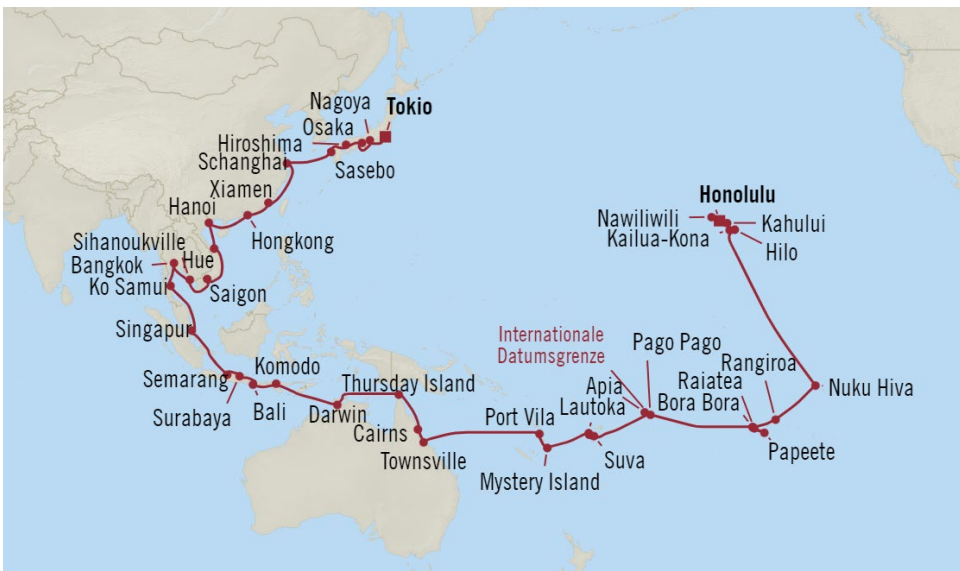 Nagoya
Tokio
Osaka
Hiroshima
Schanghai
Sasebo
Xiamen
Hanoi
Hongkong
Sihanoukville
Bangkok
Hue
Ko Samui
Saigon
Singapur
Semarang
Komodo
Surabaya
Bali
Thursday Island
Darwin
Cairns
Townsville
Port Vila
Mystery Island
Internationale
Datumsgrenze
Apia
Lautoka
Suva
Pago Pago
Rangiroa
Raiatea
Bora Bora
Papeete
Nuku Hiva
Honolulu
Nawiliwili
Kahului
Kailua-Kona
Hilo